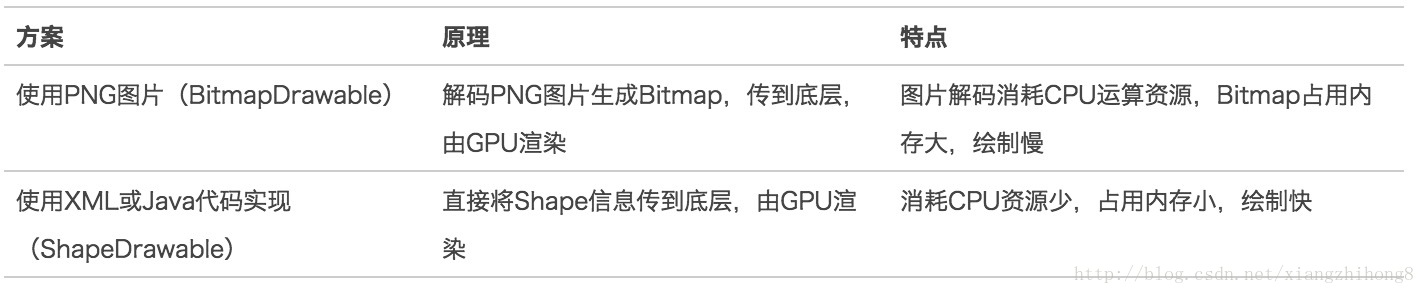 方案 原理 特点
使用PNG图片（BitmapDrawable） 解码PNG图片生成Bitmap，传到底层， 图片解码消耗CPU运算资源，Bitmap占用内
由GPU渲染 存大，绘制慢
使用XML或Java代码实现 直接将Shape信息传到底层，由GPU渲 消耗CPU资源少，占用内存小，绘制快
（ShapeDrawable） 染
http://blog.csdn.net/xiangzhihong8